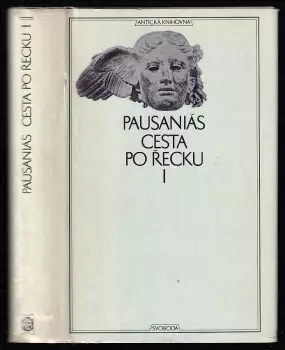 PAUSANIÁS CESTA PO ŘECKU I
ANTICKÁ KNIHOVNA
PAUSANIÁS
CESTA
PO ŘECKU
I
SVOBODA